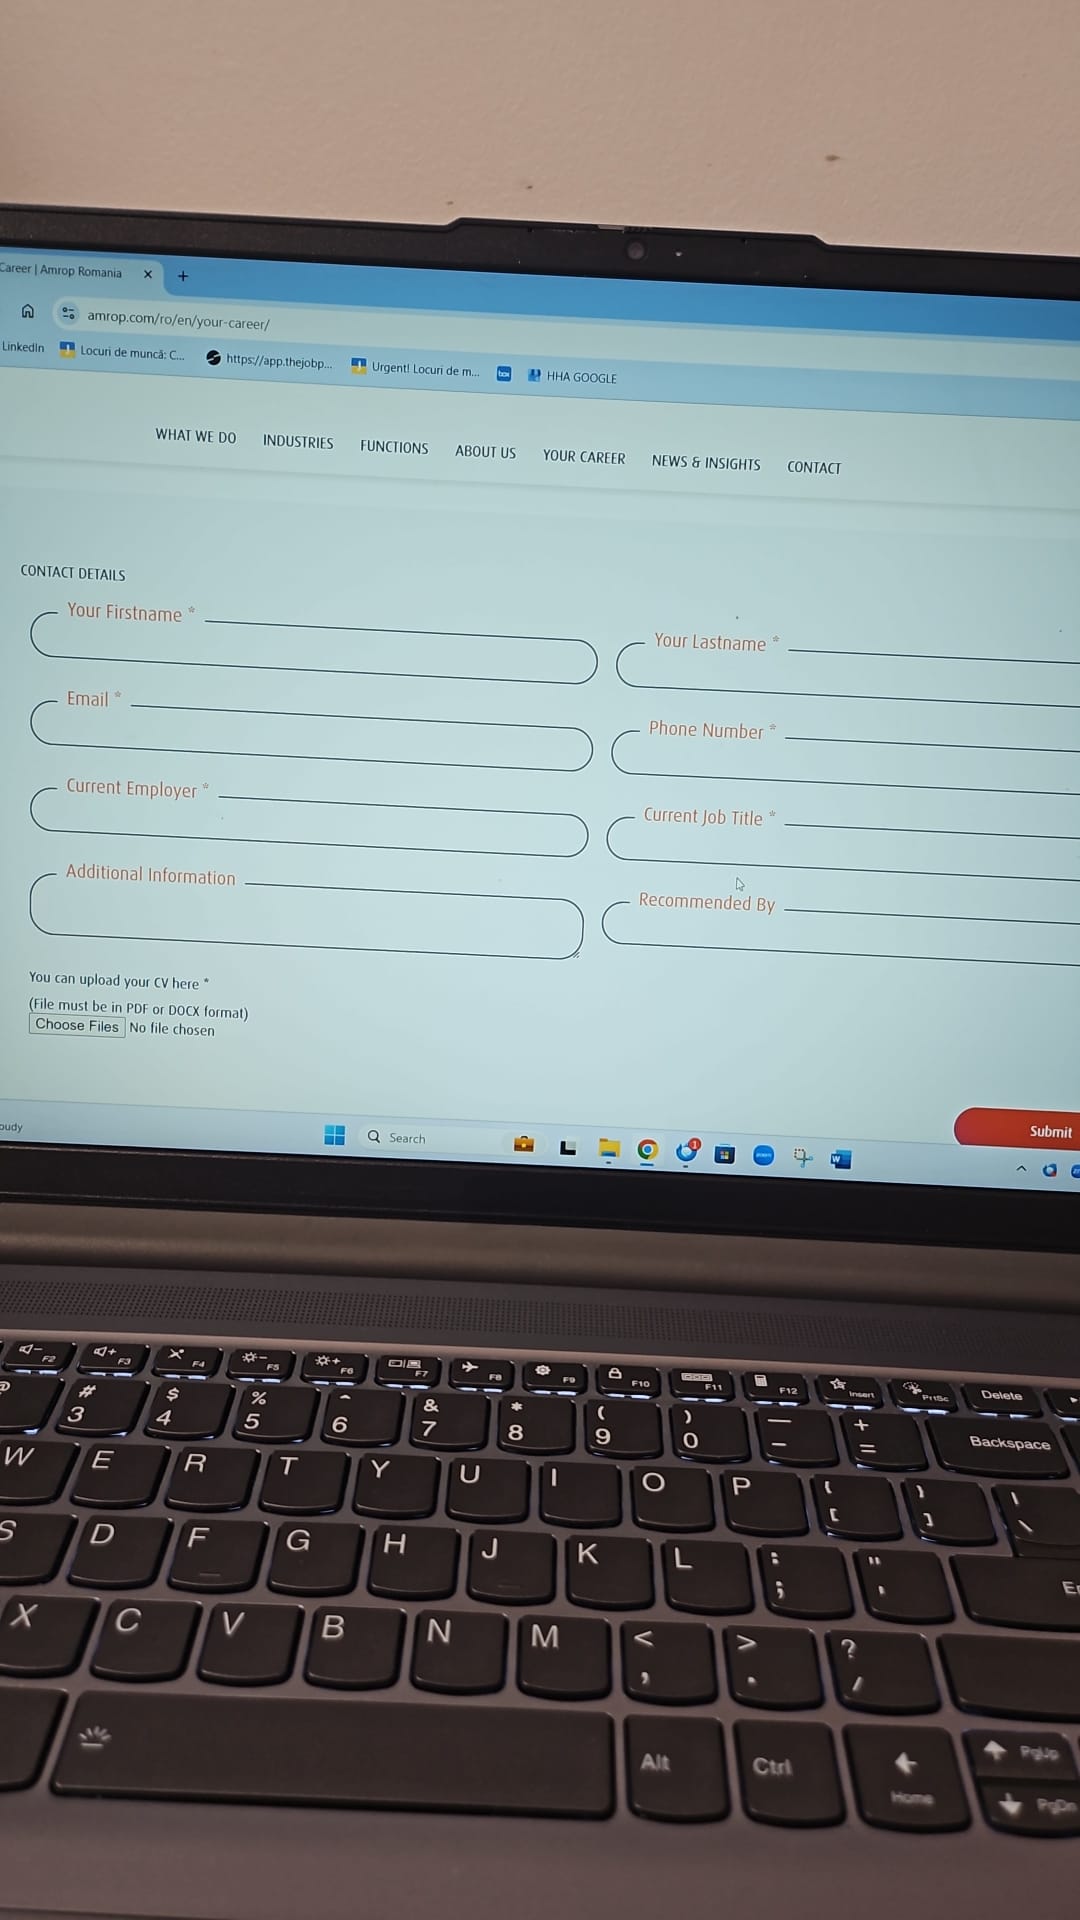 Career | Amrop Romania
amrop.com/ro/en/your-career/
LinkedIn Locuri de muncă: C... https://app.thejobp... Urgent! Locuri de m... box HHA GOOGLE
WHAT WE DO INDUSTRIES FUNCTIONS ABOUT US YOUR CAREER NEWS & INSIGHTS CONTACT
CONTACT DETAILS
Your Firstname * Your Lastname *
Email * Phone Number *
Current Employer * Current Job Title *
Additional Information Recommended By
You can upload your CV here *
(File must be in PDF or DOCX format)
Choose Files No file chosen
Submit
oudy Search 1 zoom W
F2 F3 F4 F5 F6 F7 F8 F9 F10 F11 F12 Insert PrtSc Delete
@ # $ % ^ & * ( ) — + Backspace
3 4 5 6 7 8 9 0 - =
W E R T Y U I O P { [ } ] | \
S D F G H J K L : ; " ' En
X C V B N M < , > . ? /
Alt Ctrl Home PgUp PgDn